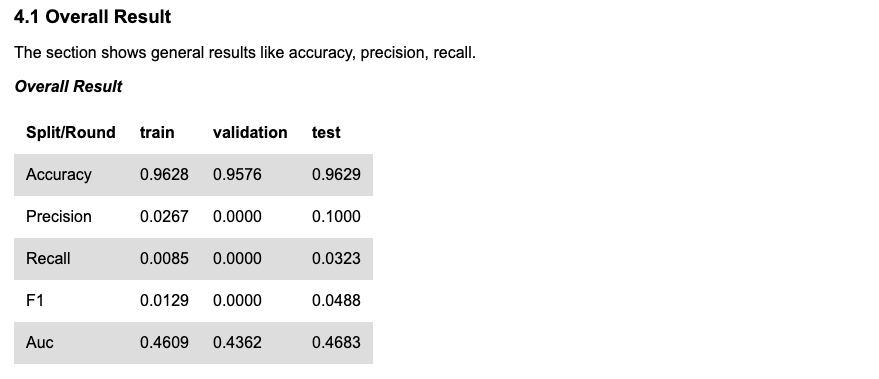 4.1 Overall Result
The section shows general results like accuracy, precision, recall.
Overall Result
Split/Round train validation test
Accuracy 0.9628 0.9576 0.9629
Precision 0.0267 0.0000 0.1000
Recall 0.0085 0.0000 0.0323
F1 0.0129 0.0000 0.0488
Auc 0.4609 0.4362 0.4683